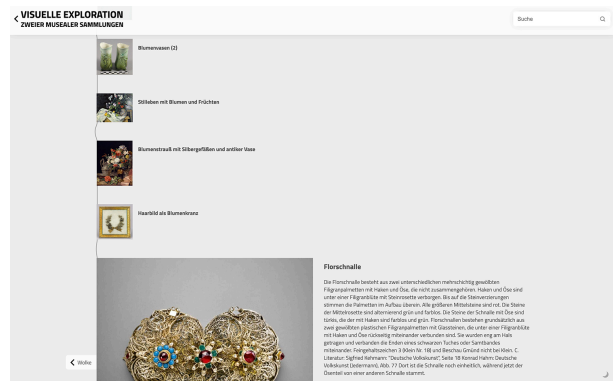 VISUELLE EXPLORATION
ZWEIER MUSEALER SAMMLUNGEN
Suche
Blumenvasen (2)
Stilleben mit Blumen und Früchten
Blumenstrauß mit Silbergefäßen und antiker Vase
Haarbild als Blumenkranz
Florschnalle
Die Florschnalle besteht aus zwei unterschiedlichen mehrschichtig gewölbten
Filigranpalmetten mit Haken und Öse, die nicht zusammengehören. Haken und Öse sind
unter einer Filigranblüte mit Steinrosette verborgen. Bis auf die Steinverzierungen
stimmen die Palmetten im Aufbau überein. Alle größeren Mittelsteine sind rot. Die Steine
der Mittelrosette sind alternierend grün und farblos. Die Steine der Schnalle mit Öse sind
türkis, die der mit Haken sind farblos und grün. Florschnallen bestehen grundsätzlich aus
zwei gewölbten plastischen Filigranpalmetten mit Glassteinen, die unter einer Filigranblüte
mit Haken und Öse rückseitig miteinander verbunden sind. Sie wurden eng am Hals
getragen und verbanden die Enden eines schwarzen Tuches oder Samtbandes
miteinander. Feingehaltszeichen 3 (Klein Nr. 18) und Beschau Gmünd nicht bei Klein. C.
Literatur: Sigfried Kehmann: "Deutsche Volkskunst", Seite 18 Konrad Hahm: Deutsche
Volkskunst (Jedermann), Abb. 77 Dort ist die Schnalle noch einheitlich, während jetzt der
Ösenteil von einer anderen Schnalle stammt.
Wolke